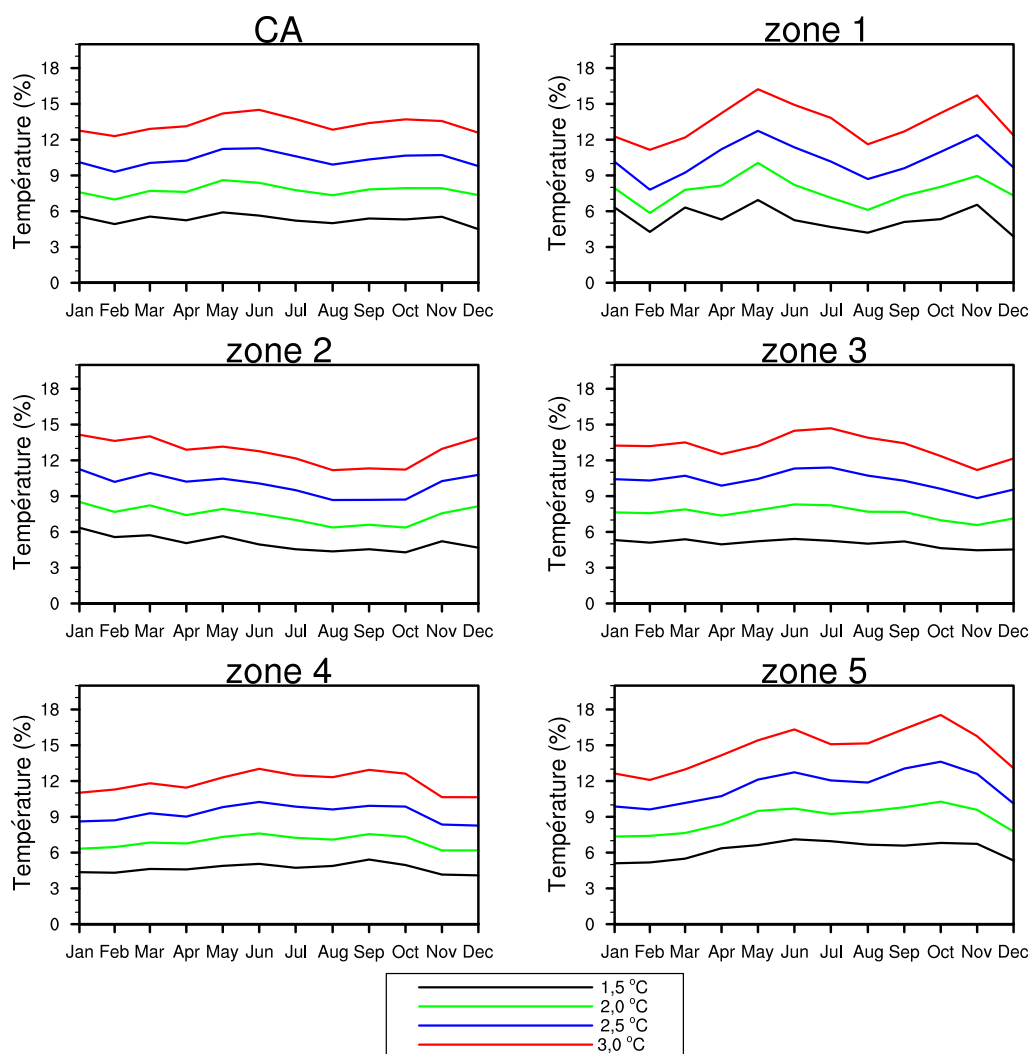 CA
Température (%)
18
15
12
9
6
3
0
Jan Feb Mar Apr May Jun Jul Aug Sep Oct Nov Dec
zone 1
Température (%)
18
15
12
9
6
3
0
Jan Feb Mar Apr May Jun Jul Aug Sep Oct Nov Dec
zone 2
Température (%)
18
15
12
9
6
3
0
Jan Feb Mar Apr May Jun Jul Aug Sep Oct Nov Dec
zone 3
Température (%)
18
15
12
9
6
3
0
Jan Feb Mar Apr May Jun Jul Aug Sep Oct Nov Dec
zone 4
Température (%)
18
15
12
9
6
3
0
Jan Feb Mar Apr May Jun Jul Aug Sep Oct Nov Dec
zone 5
Température (%)
18
15
12
9
6
3
0
Jan Feb Mar Apr May Jun Jul Aug Sep Oct Nov Dec
1,5 °C
2,0 °C
2,5 °C
3,0 °C